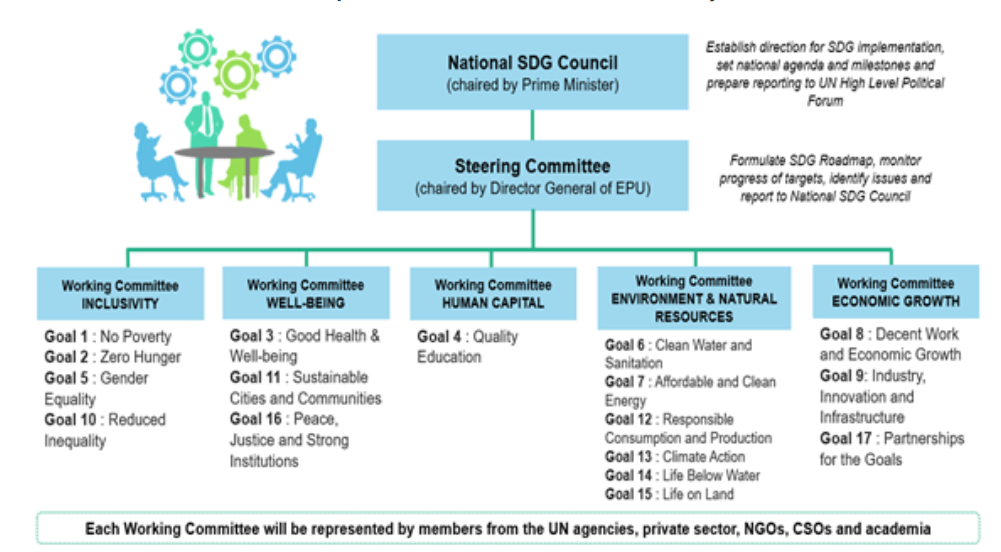 National SDG Council
(chaired by Prime Minister)
Establish direction for SDG implementation,
set national agenda and milestones and
prepare reporting to UN High Level Political
Forum
Steering Committee
(chaired by Director General of EPU)
Formulate SDG Roadmap, monitor
progress of targets, identify issues and
report to National SDG Council
Working Committee
INCLUSIVITY
Goal 1 : No Poverty
Goal 2 : Zero Hunger
Goal 5 : Gender
Equality
Goal 10 : Reduced
Inequality
Working Committee
WELL-BEING
Goal 3 : Good Health &
Well-being
Goal 11 : Sustainable
Cities and Communities
Goal 16 : Peace,
Justice and Strong
Institutions
Working Committee
HUMAN CAPITAL
Goal 4 : Quality
Education
Working Committee
ENVIRONMENT & NATURAL
RESOURCES
Goal 6 : Clean Water and
Sanitation
Goal 7 : Affordable and Clean
Energy
Goal 12 : Responsible
Consumption and Production
Goal 13 : Climate Action
Goal 14 : Life Below Water
Goal 15 : Life on Land
Working Committee
ECONOMIC GROWTH
Goal 8 : Decent Work
and Economic Growth
Goal 9: Industry,
Innovation and
Infrastructure
Goal 17 : Partnerships
for the Goals
Each Working Committee will be represented by members from the UN agencies, private sector, NGOs, CSOs and academia